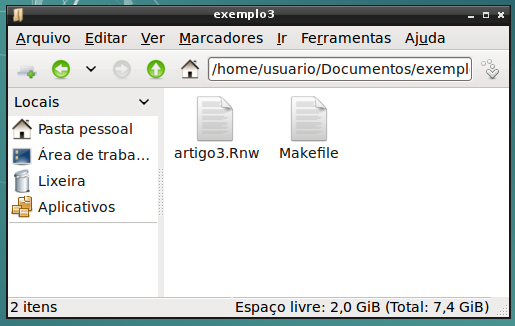 exemplo3
Arquivo Editar Ver Marcadores Ir Ferramentas Ajuda
/home/usuario/Documentos/exempl
Locais
Pasta pessoal
Área de traba...
Lixeira
Aplicativos
artigo3.Rnw Makefile
2 itens Espaço livre: 2,0 GiB (Total: 7,4 GiB)